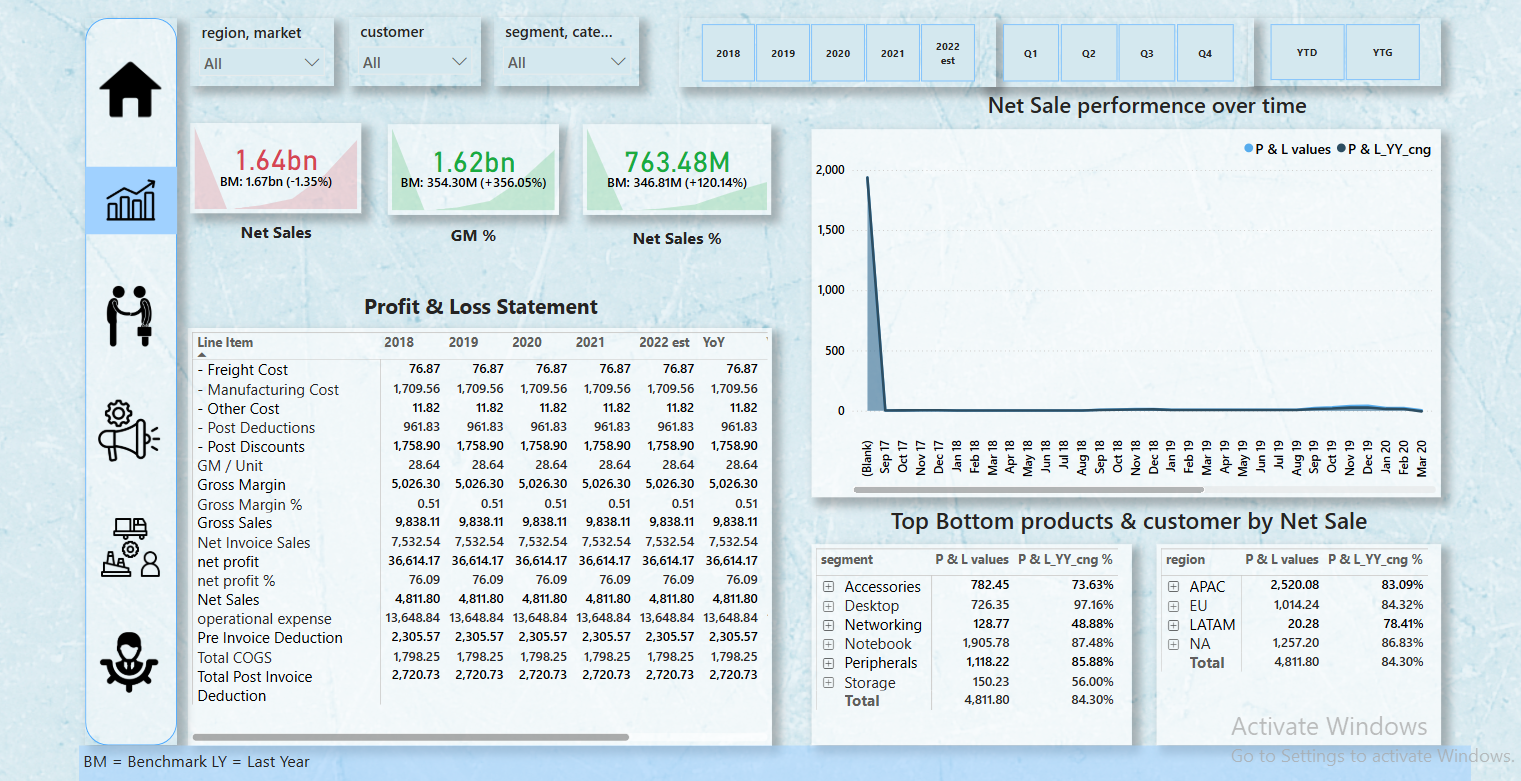 region, market
All
customer
All
segment, cate...
All
2018
2019
2020
2021
2022
est
Q1
Q2
Q3
Q4
YTD
YTG
1.64bn
BM: 1.67bn (-1.35%)
Net Sales
1.62bn
BM: 354.30M (+356.05%)
GM %
763.48M
BM: 346.81M (+120.14%)
Net Sales %
Net Sale performence over time
P & L values P & L_YY_cng
2,000
1,500
1,000
500
0
(Blank)
Sep 17
Oct 17
Nov 17
Dec 17
Jan 18
Feb 18
Mar 18
Apr 18
May 18
Jun 18
Jul 18
Aug 18
Sep 18
Oct 18
Nov 18
Dec 18
Jan 19
Feb 19
Mar 19
Apr 19
May 19
Jun 19
Jul 19
Aug 19
Sep 19
Oct 19
Nov 19
Dec 19
Jan 20
Feb 20
Mar 20
Profit & Loss Statement
Line Item 2018 2019 2020 2021 2022 est YoY
- Freight Cost 76.87 76.87 76.87 76.87 76.87 76.87
- Manufacturing Cost 1,709.56 1,709.56 1,709.56 1,709.56 1,709.56 1,709.56
- Other Cost 11.82 11.82 11.82 11.82 11.82 11.82
- Post Deductions 961.83 961.83 961.83 961.83 961.83 961.83
- Post Discounts 1,758.90 1,758.90 1,758.90 1,758.90 1,758.90 1,758.90
GM / Unit 28.64 28.64 28.64 28.64 28.64 28.64
Gross Margin 5,026.30 5,026.30 5,026.30 5,026.30 5,026.30 5,026.30
Gross Margin % 0.51 0.51 0.51 0.51 0.51 0.51
Gross Sales 9,838.11 9,838.11 9,838.11 9,838.11 9,838.11 9,838.11
Net Invoice Sales 7,532.54 7,532.54 7,532.54 7,532.54 7,532.54 7,532.54
net profit 36,614.17 36,614.17 36,614.17 36,614.17 36,614.17 36,614.17
net profit % 76.09 76.09 76.09 76.09 76.09 76.09
Net Sales 4,811.80 4,811.80 4,811.80 4,811.80 4,811.80 4,811.80
operational expense 13,648.84 13,648.84 13,648.84 13,648.84 13,648.84 13,648.84
Pre Invoice Deduction 2,305.57 2,305.57 2,305.57 2,305.57 2,305.57 2,305.57
Total COGS 1,798.25 1,798.25 1,798.25 1,798.25 1,798.25 1,798.25
Total Post Invoice 2,720.73 2,720.73 2,720.73 2,720.73 2,720.73 2,720.73
Deduction
Top Bottom products & customer by Net Sale
segment P & L values P & L_YY_cng %
Accessories 782.45 73.63%
Desktop 726.35 97.16%
Networking 128.77 48.88%
Notebook 1,905.78 87.48%
Peripherals 1,118.22 85.88%
Storage 150.23 56.00%
Total 4,811.80 84.30%
region P & L values P & L_YY_cng %
APAC 2,520.08 83.09%
EU 1,014.24 84.32%
LATAM 20.28 78.41%
NA 1,257.20 86.83%
Total 4,811.80 84.30%
Activate Windows
Go to Settings to activate Windows.
BM = Benchmark LY = Last Year